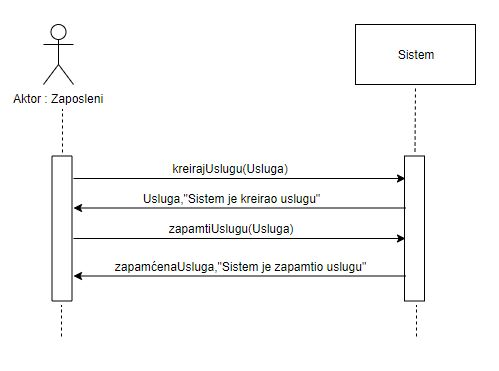 Sistem
Aktor : Zaposleni
kreirajUslugu(Usluga)
Usluga,"Sistem je kreirao uslugu"
zapamtiUslugu(Usluga)
zapamćenaUsluga,"Sistem je zapamtio uslugu"